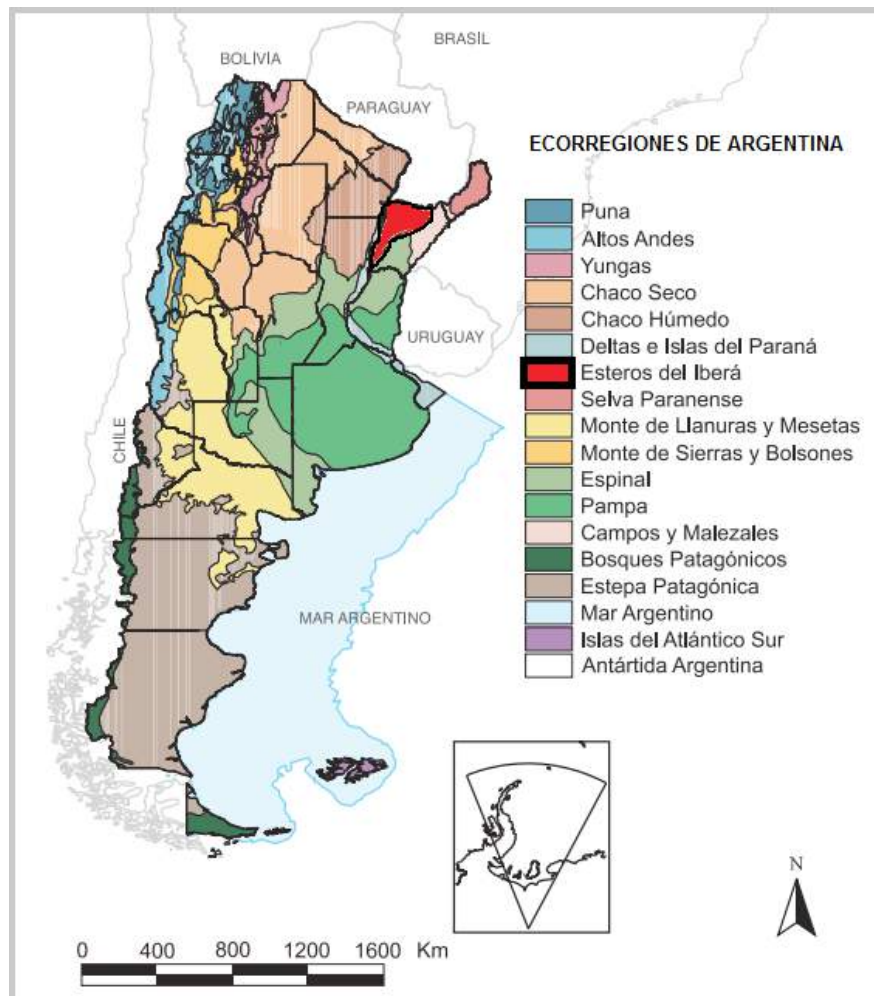 BRASIL
BOLIVIA
PARAGUAY
ECORREGIONES DE ARGENTINA
Puna
Altos Andes
Yungas
Chaco Seco
Chaco Húmedo
Deltas e Islas del Paraná
URUGUAY
Esteros del Iberá
Selva Paranense
CHILE
Monte de Llanuras y Mesetas
Monte de Sierras y Bolsones
Espinal
Pampa
Campos y Malezales
Bosques Patagónicos
Estepa Patagónica
MAR ARGENTINO
Mar Argentino
Islas del Atlántico Sur
Antártida Argentina
N
0 400 800 1200 1600 Km